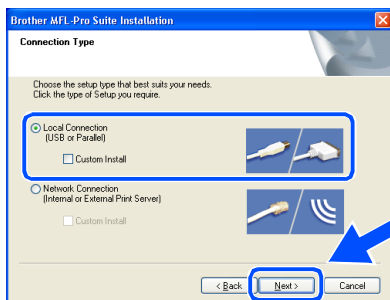 Brother MFL-Pro Suite Installation
Connection Type
Choose the setup type that best suits your needs.
Click the type of Setup you require.
Local Connection
(USB or Parallel)
Custom Install
Network Connection
(Internal or External Print Server)
Custom Install
< Back
Next >
Cancel